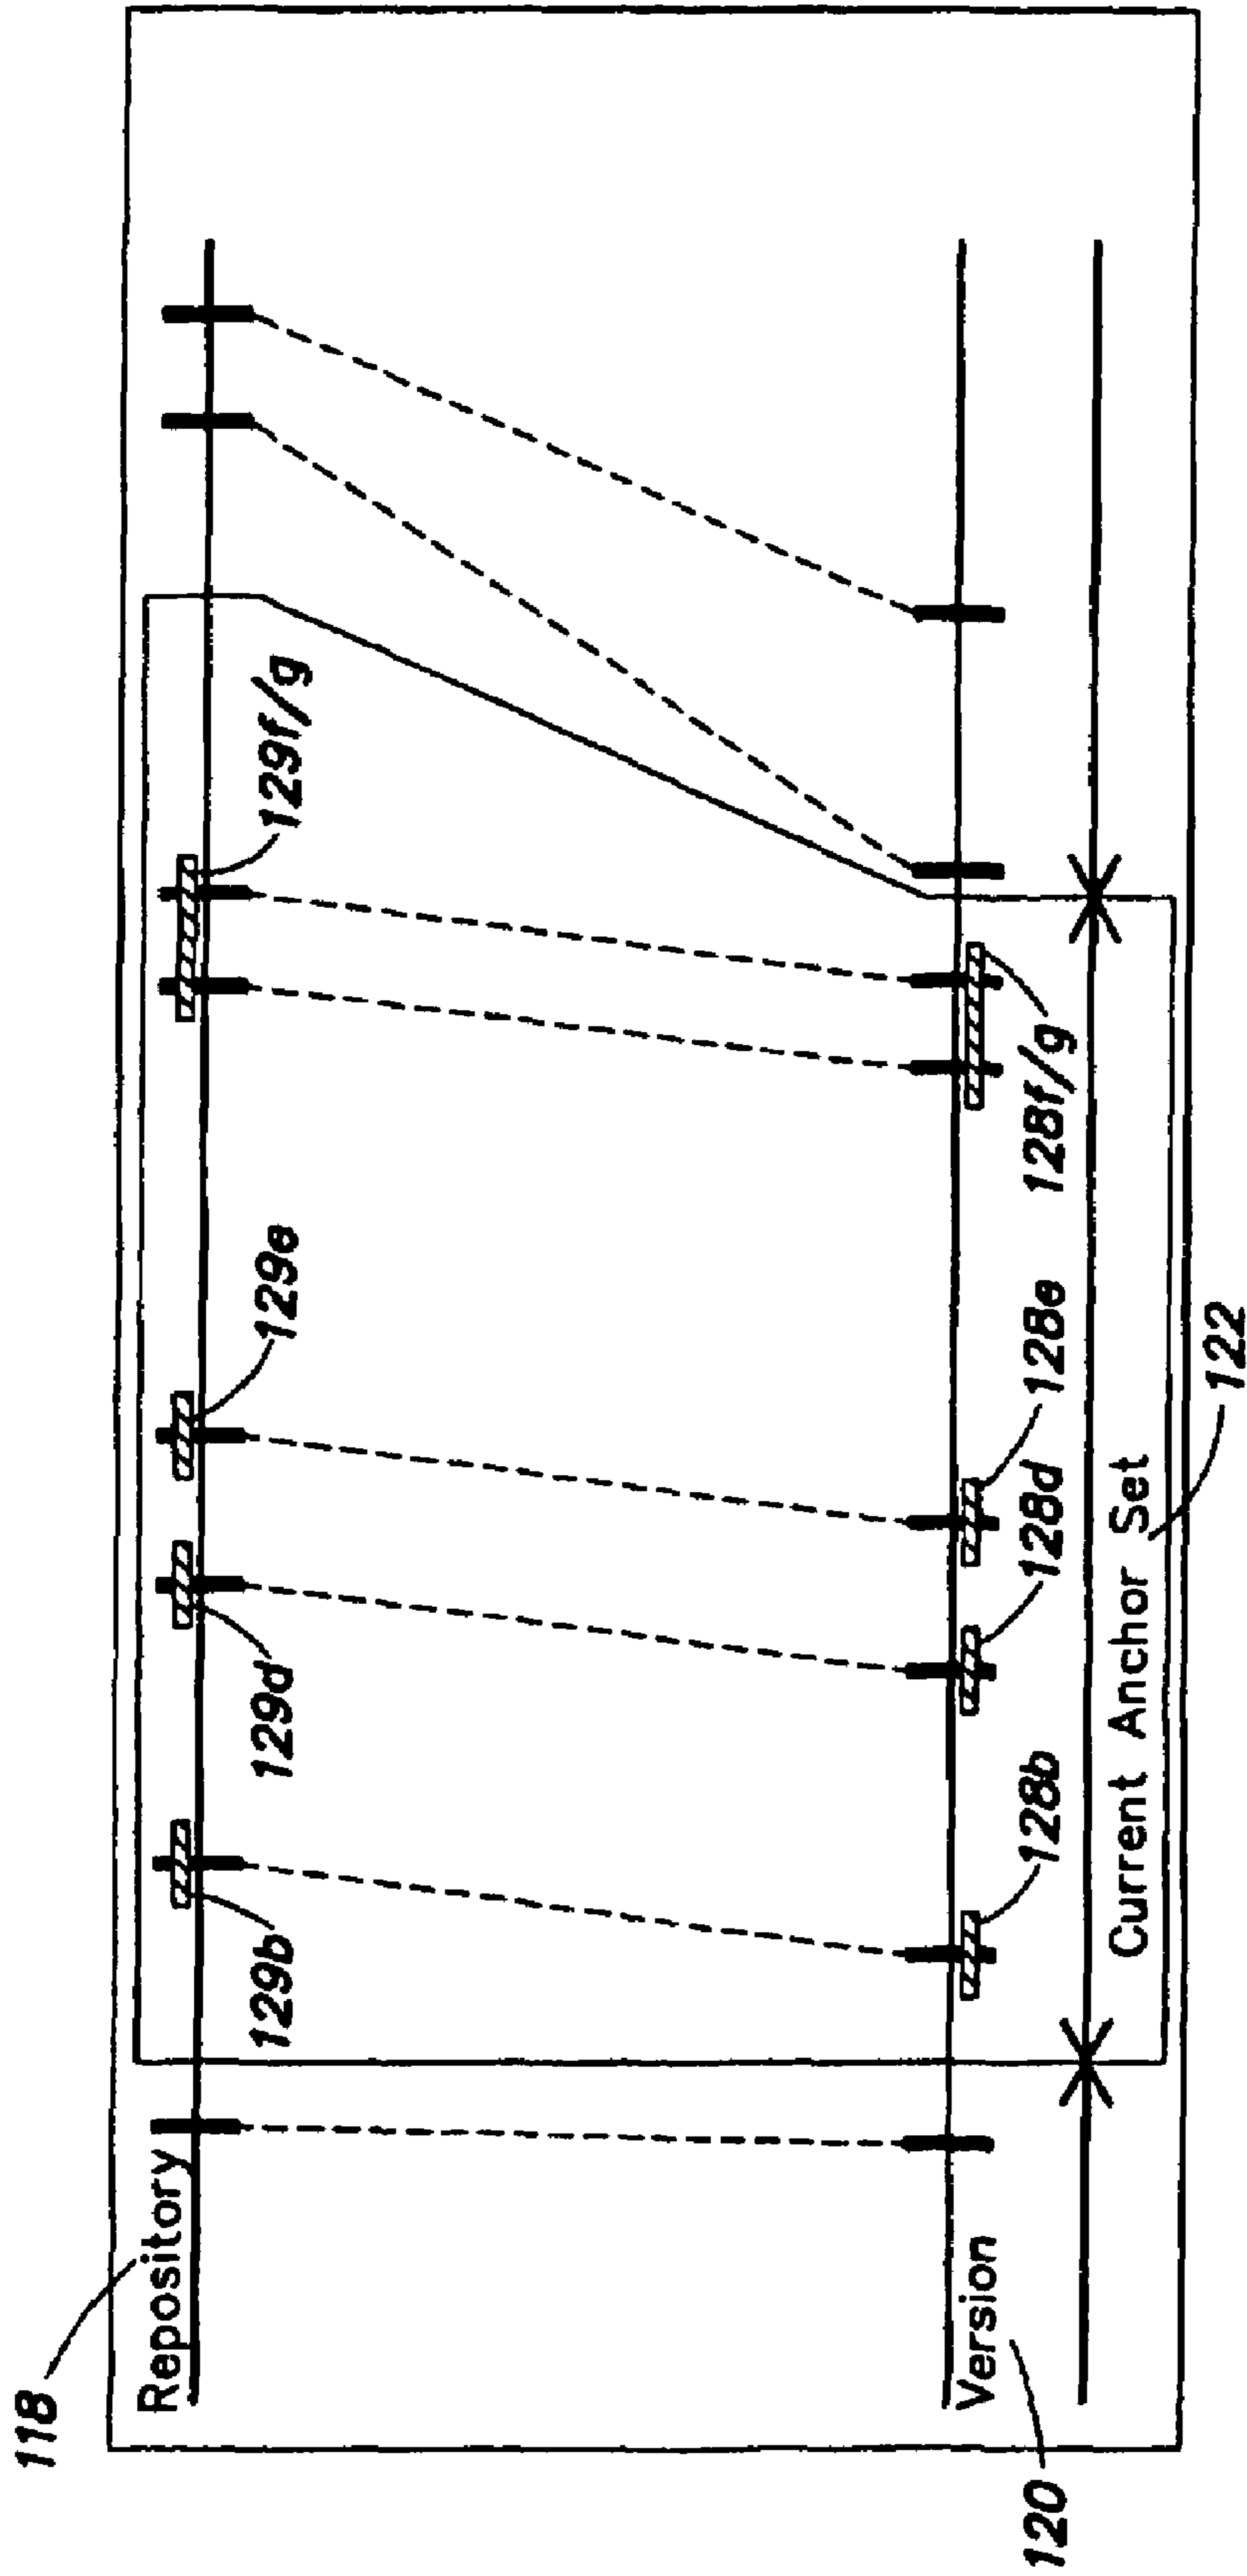 118
Repository
129b
129d
129e
129f/g
Version
120
128b
128d
128e
128f/g
Current Anchor Set
122